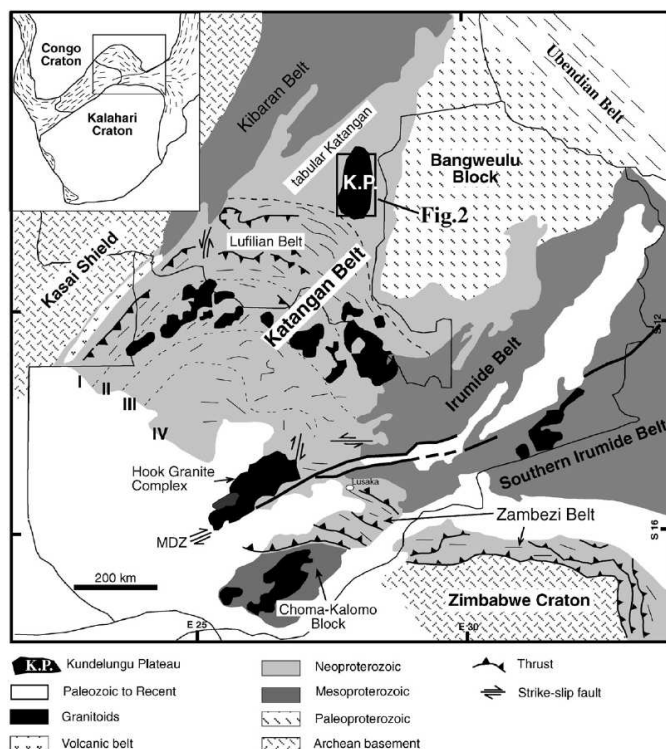 Congo
Craton
Kalahari
Craton
Kibaran Belt
tabular Katangan
Ubendian Belt
Bangweulu
Block
K.P.
Fig.2
Lufilian Belt
Kasai Shield
Katangan Belt
S 12
Irumide Belt
I
II
III
IV
Southern Irumide Belt
Hook Granite
Complex
Lusaka
Zambezi Belt
S 16
MDZ
200 km
Choma-Kalomo
Block
Zimbabwe Craton
E 25
E 30
K.P. Kundelungu Plateau
Neoproterozoic
Thrust
Paleozoic to Recent
Mesoproterozoic
Strike-slip fault
Granitoids
Paleoproterozoic
Volcanic belt
Archean basement